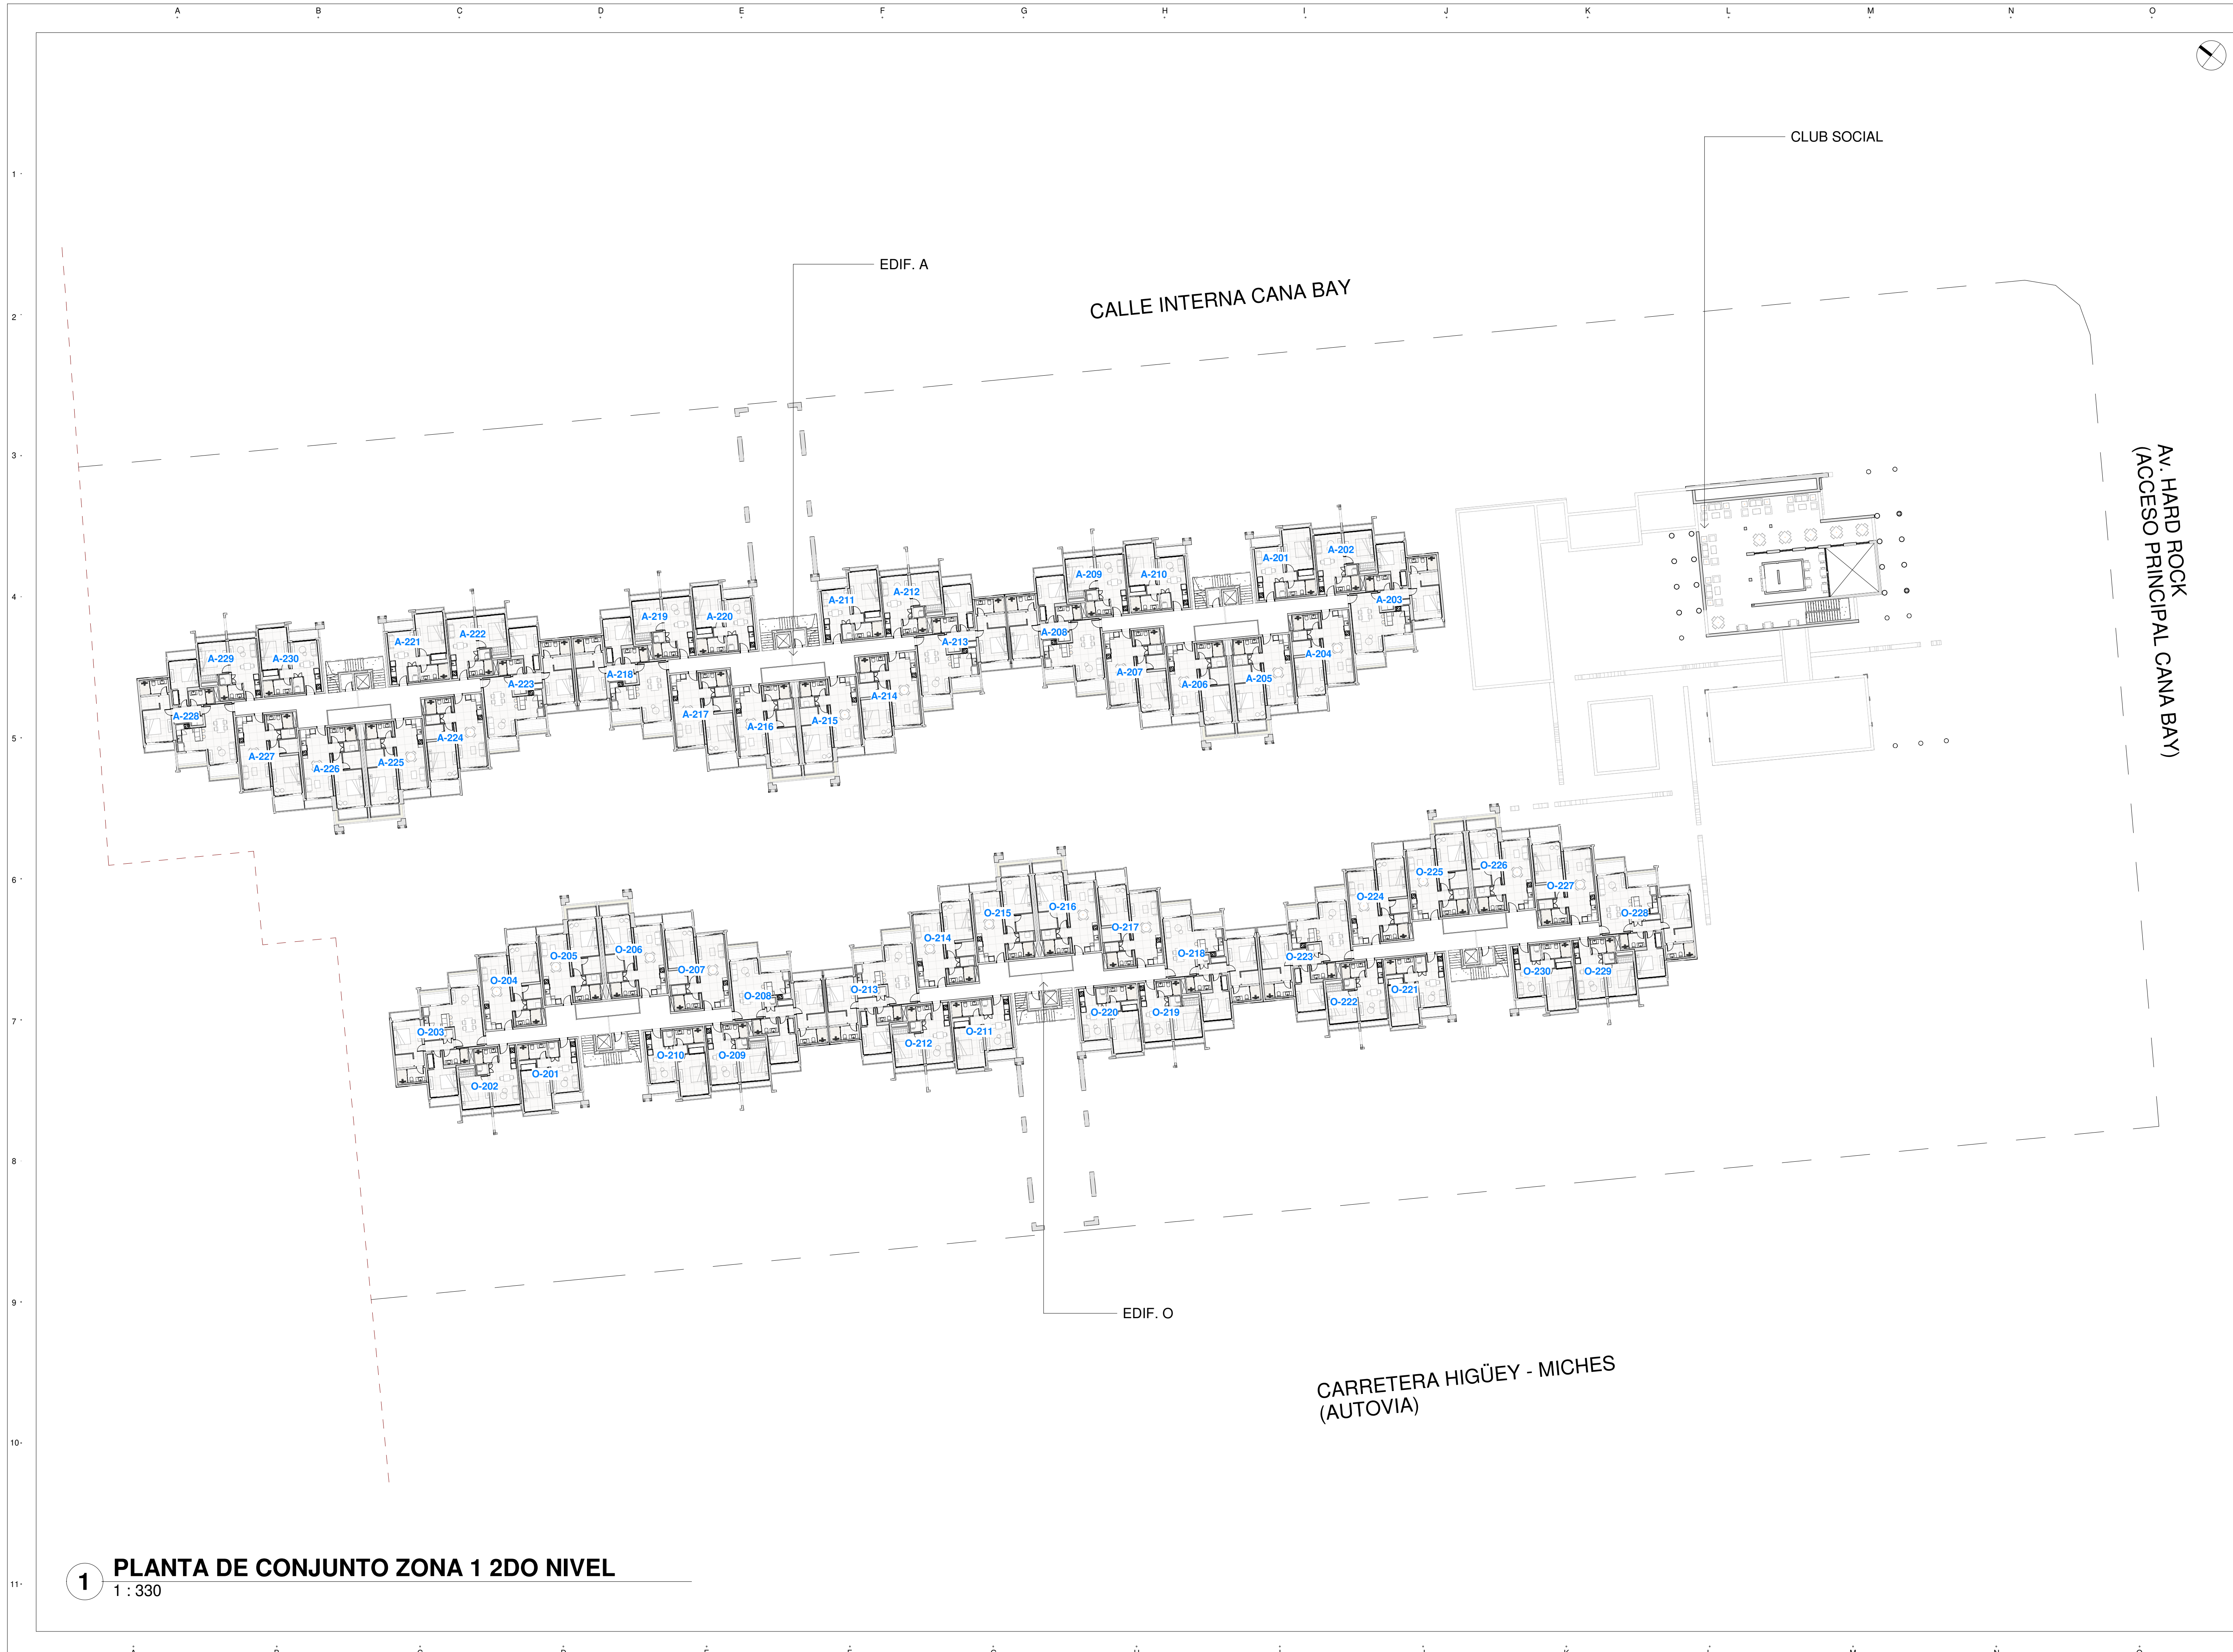 A B C D E F G H I J K L M N O
CLUB SOCIAL
1
EDIF. A
2
CALLE INTERNA CANA BAY
3
Av. HARD ROCK
(ACCESO PRINCIPAL CANA BAY)
4
A-229
A-230
A-221
A-222
A-219
A-220
A-211
A-212
A-209
A-210
A-201
A-202
A-228
A-223
A-218
A-213
A-208
A-203
5
A-227
A-226
A-225
A-224
A-217
A-216
A-215
A-214
A-207
A-206
A-205
A-204
6
O-204
O-205
O-206
O-207
O-214
O-215
O-216
O-217
O-224
O-225
O-226
O-227
7
O-203
O-208
O-213
O-218
O-223
O-228
O-202
O-201
O-210
O-209
O-212
O-211
O-220
O-219
O-222
O-221
O-230
O-229
8
9
EDIF. O
CARRETERA HIGÜEY - MICHES
(AUTOVIA)
10
11
1
PLANTA DE CONJUNTO ZONA 1 2DO NIVEL
1 : 330